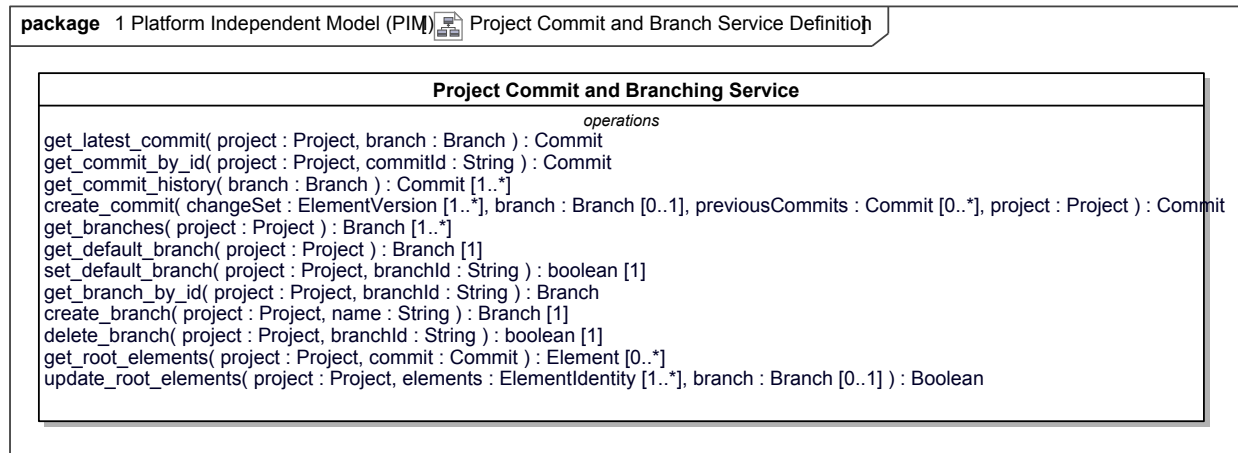 package 1 Platform Independent Model (PIM)[ Project Commit and Branch Service Definition]
Project Commit and Branching Service
operations
get_latest_commit( project : Project, branch : Branch ) : Commit
get_commit_by_id( project : Project, commitId : String ) : Commit
get_commit_history( branch : Branch ) : Commit [1..*]
create_commit( changeSet : ElementVersion [1..*], branch : Branch [0..1], previousCommits : Commit [0..*], project : Project ) : Commit
get_branches( project : Project ) : Branch [1..*]
get_default_branch( project : Project ) : Branch [1]
set_default_branch( project : Project, branchId : String ) : boolean [1]
get_branch_by_id( project : Project, branchId : String ) : Branch
create_branch( project : Project, name : String ) : Branch [1]
delete_branch( project : Project, branchId : String ) : boolean [1]
get_root_elements( project : Project, commit : Commit ) : Element [0..*]
update_root_elements( project : Project, elements : ElementIdentity [1..*], branch : Branch [0..1] ) : Boolean